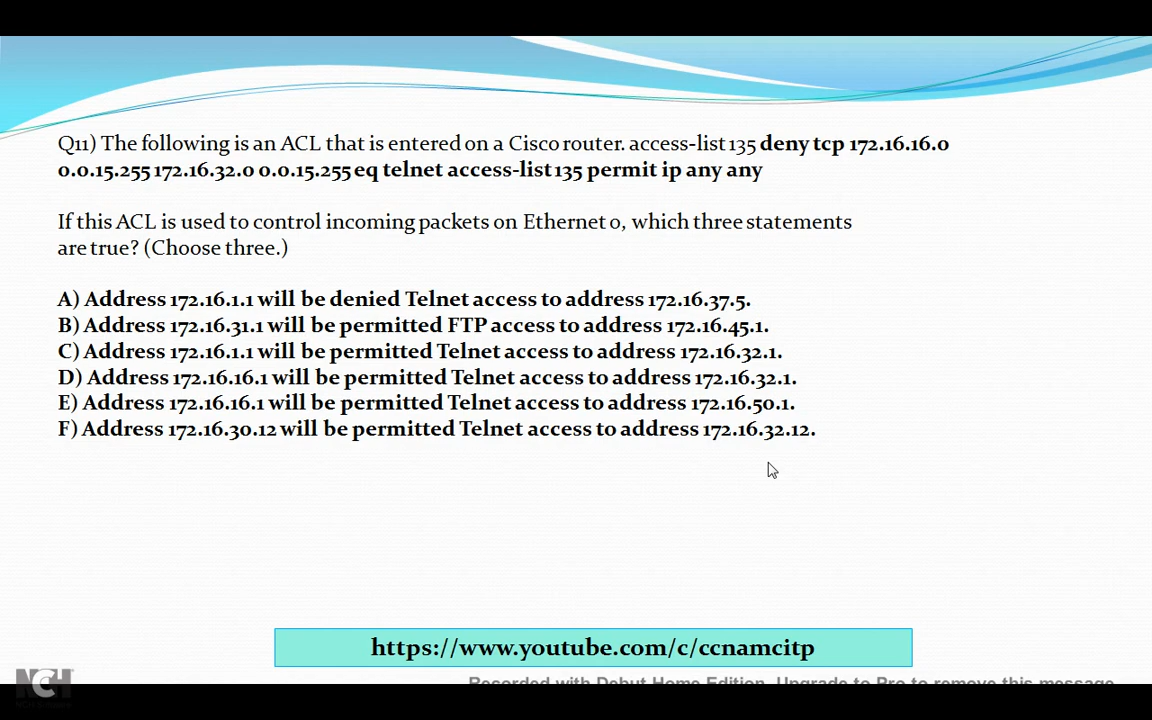 Q11) The following is an ACL that is entered on a Cisco router. access-list 135 deny tcp 172.16.16.0
0.0.15.255 172.16.32.0 0.0.15.255 eq telnet access-list 135 permit ip any any
If this ACL is used to control incoming packets on Ethernet 0, which three statements
are true? (Choose three.)
A) Address 172.16.1.1 will be denied Telnet access to address 172.16.37.5.
B) Address 172.16.31.1 will be permitted FTP access to address 172.16.45.1.
C) Address 172.16.1.1 will be permitted Telnet access to address 172.16.32.1.
D) Address 172.16.16.1 will be permitted Telnet access to address 172.16.32.1.
E) Address 172.16.16.1 will be permitted Telnet access to address 172.16.50.1.
F) Address 172.16.30.12 will be permitted Telnet access to address 172.16.32.12.
https://www.youtube.com/c/ccnamcitp
NCH
Recorded with Debut Home Edition. Upgrade to Pro to remove this message